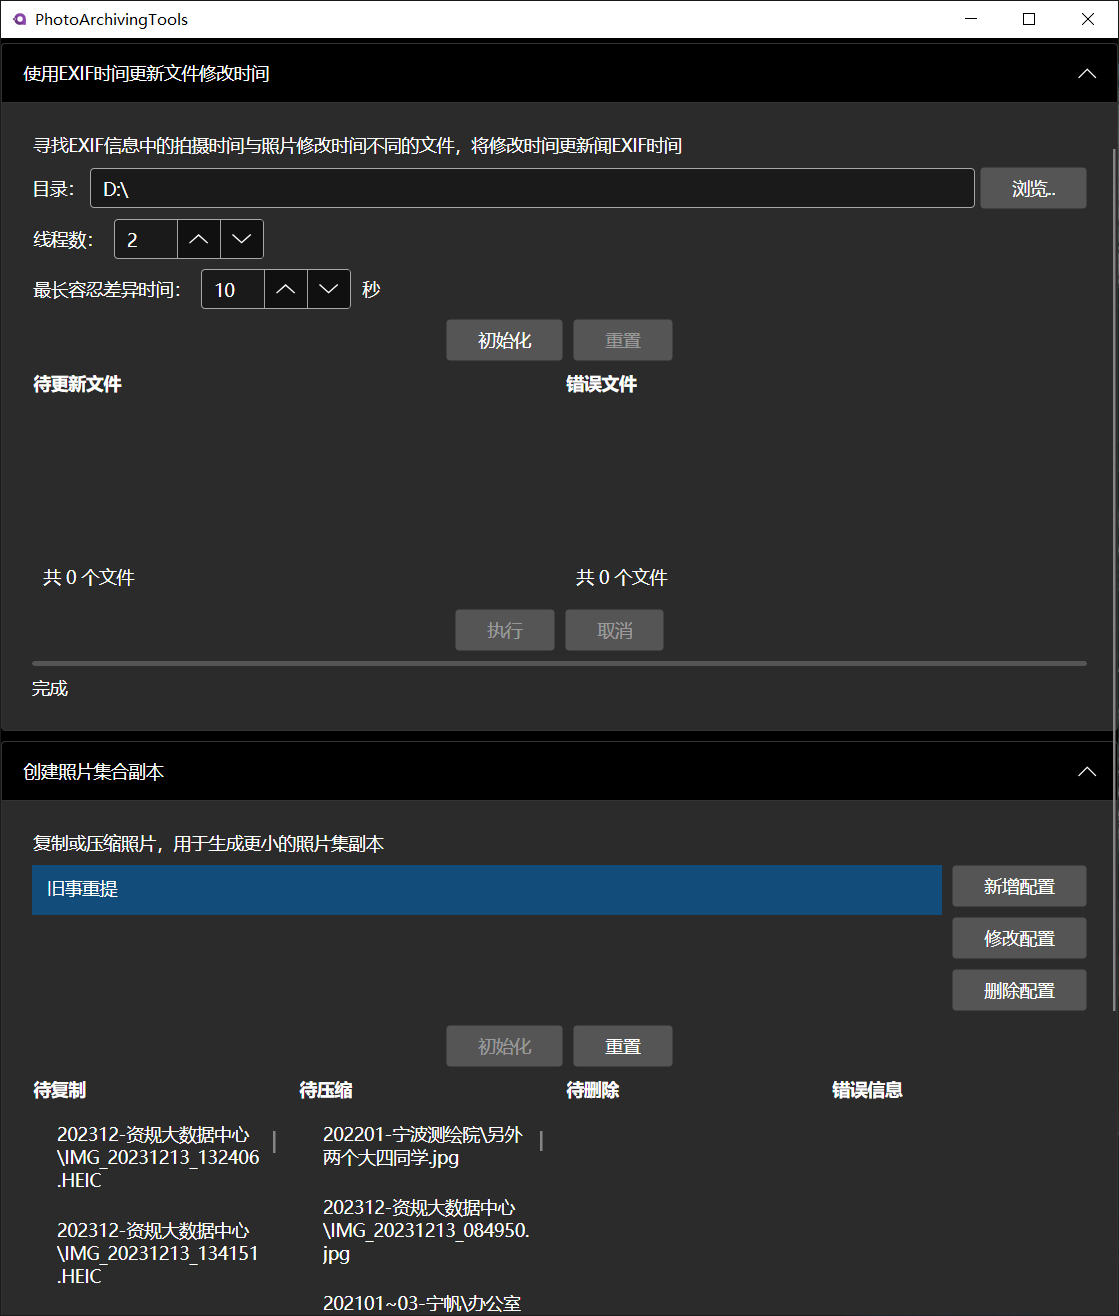 PhotoArchivingTools
使用EXIF时间更新文件修改时间
寻找EXIF信息中的拍摄时间与照片修改时间不同的文件，将修改时间更新闻EXIF时间
目录： D:\ 浏览..
线程数： 2
最长容忍差异时间： 10 秒
初始化 重置
待更新文件 错误文件
共 0 个文件 共 0 个文件
执行 取消
完成
创建照片集合副本
复制或压缩照片，用于生成更小的照片集副本
旧事重提
新增配置
修改配置
删除配置
初始化 重置
待复制 待压缩 待删除 错误信息
202312-资规大数据中心
\IMG_20231213_132406
.HEIC
202312-资规大数据中心
\IMG_20231213_134151
.HEIC
202201-宁波测绘院\另外
两个大四同学.jpg
202312-资规大数据中心
\IMG_20231213_084950.
jpg
202101~03-宁帆\办公室